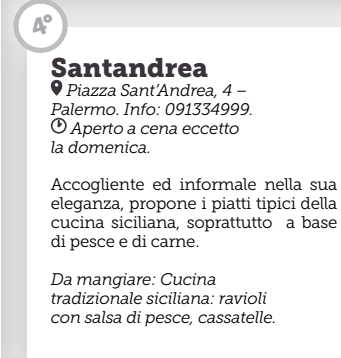 4°
Santandrea
Piazza Sant'Andrea, 4 –
Palermo. Info: 091334999.
Aperto a cena eccetto
la domenica.
Accogliente ed informale nella sua
eleganza, propone i piatti tipici della
cucina siciliana, soprattutto a base
di pesce e di carne.
Da mangiare: Cucina
tradizionale siciliana: ravioli
con salsa di pesce, cassatelle.